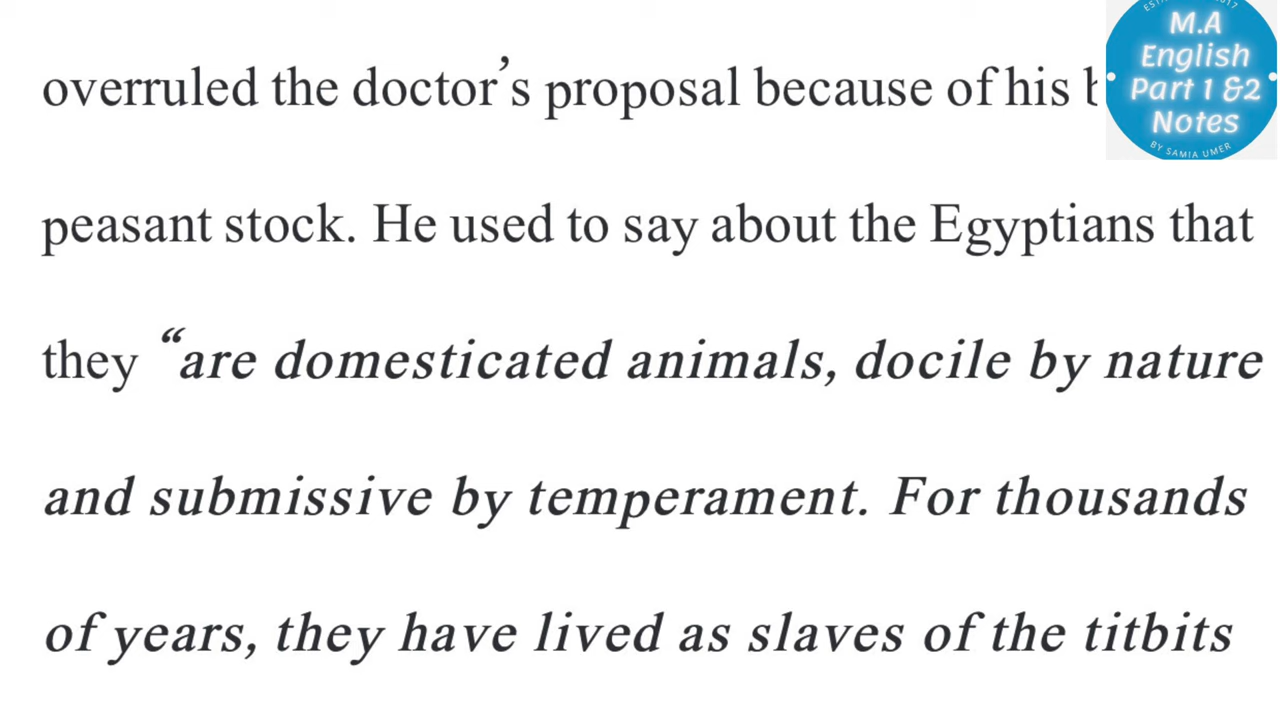 overruled the doctor’s proposal because of his
peasant stock. He used to say about the Egyptians that
they “are domesticated animals, docile by nature
and submissive by temperament. For thousands
of years, they have lived as slaves of the titbits
M.A
English
Part 1 &2
Notes
BY SAMIA UMER